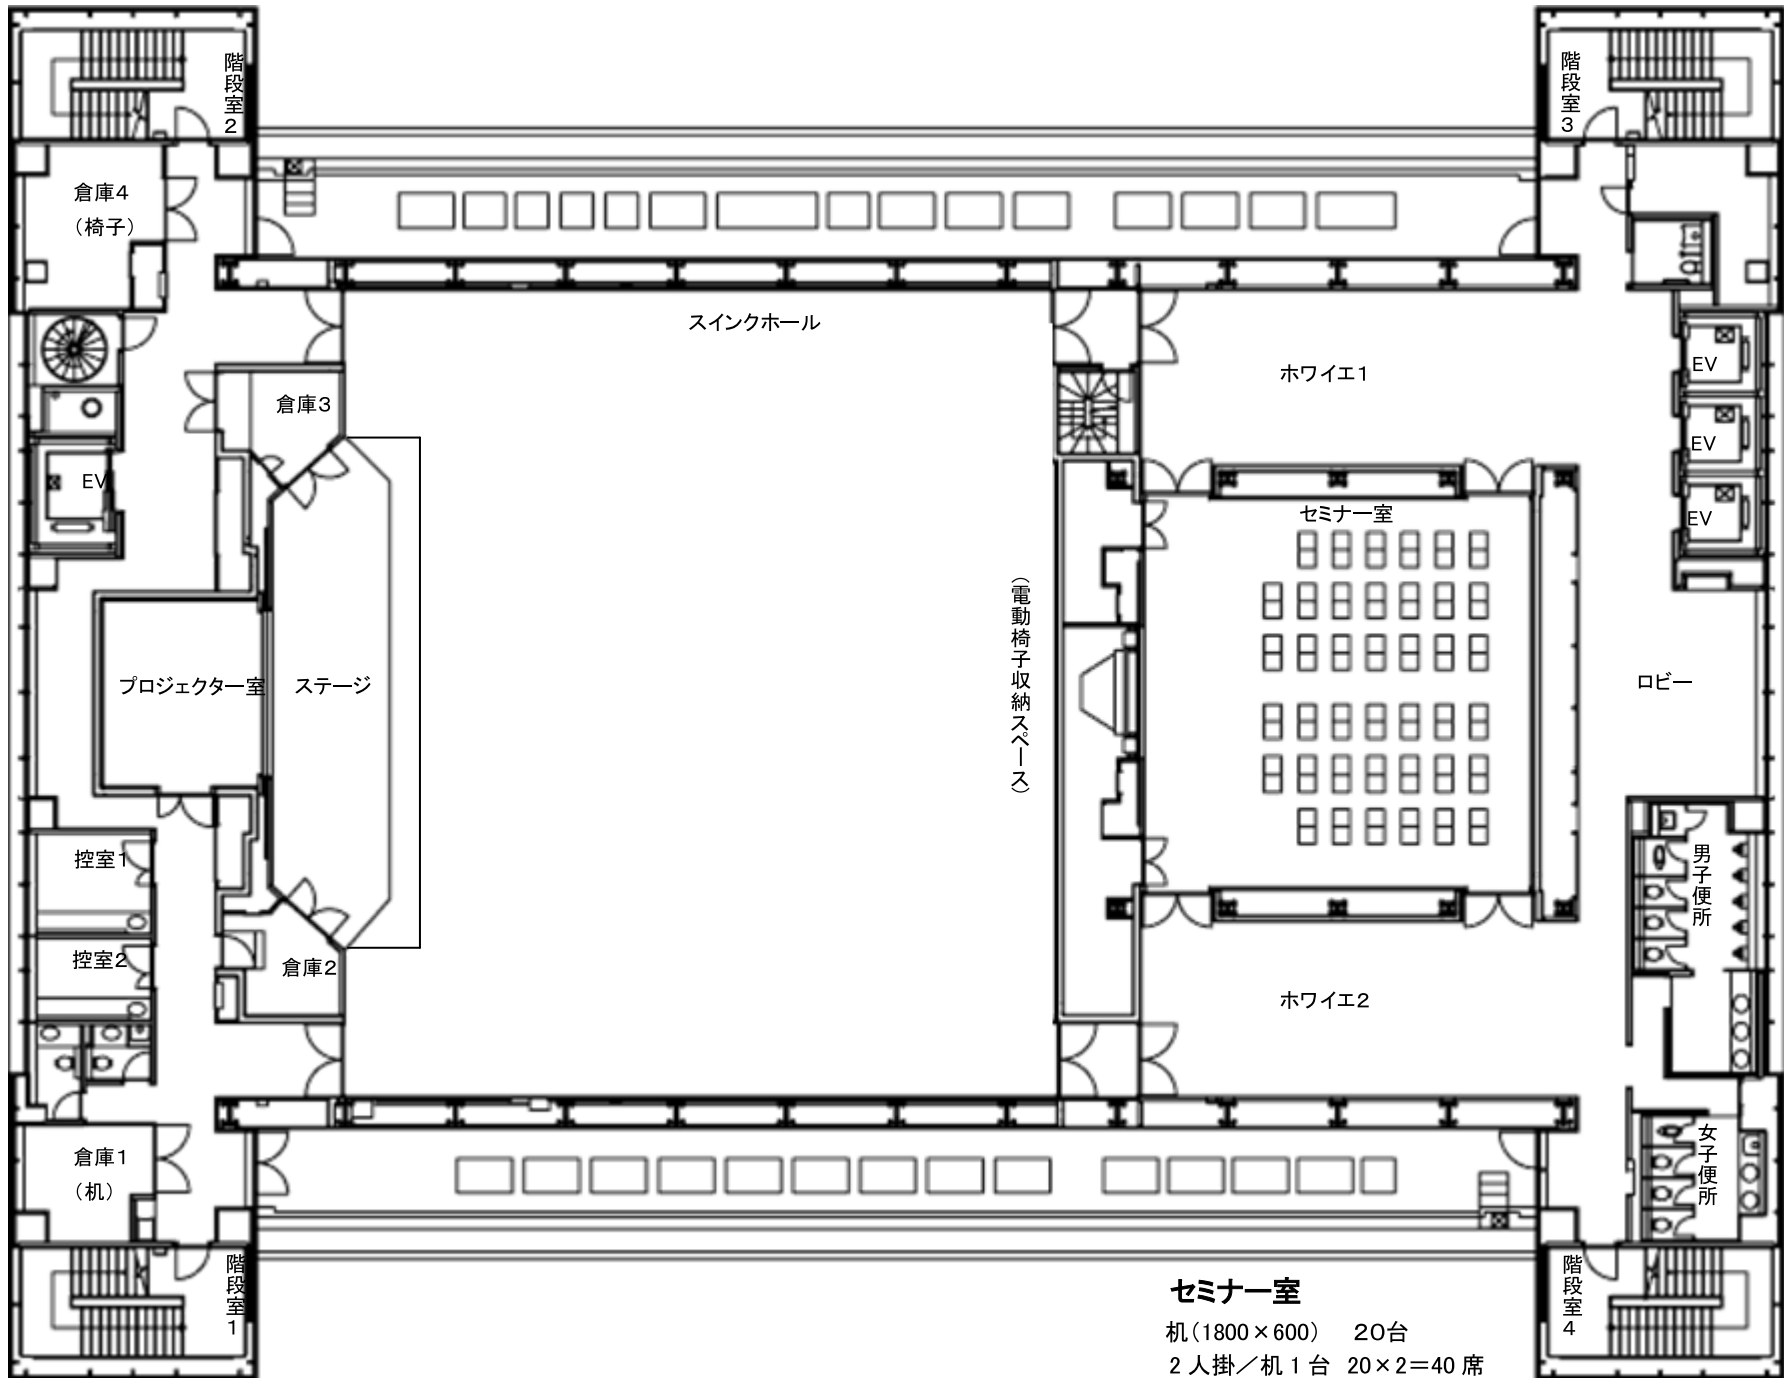 階段室2
階段室3
倉庫4
（椅子）
スインクホール
ホワイエ1
EV
倉庫3
EV
EV
セミナー室
EV
（電動椅子収納スペース）
プロジェクター室
ステージ
ロビー
控室1
男子便所
控室2
倉庫2
ホワイエ2
倉庫1
（机）
女子便所
階段室1
階段室4
セミナー室
机（1800×600） 20台
2人掛／机1台 20×2＝40席